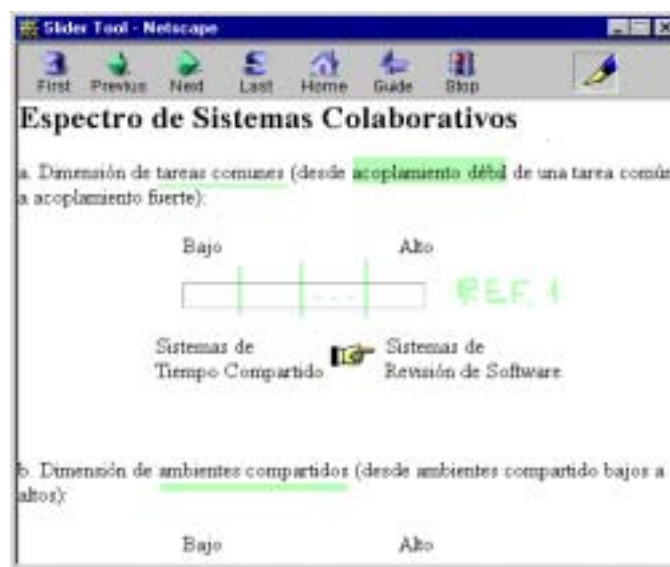 Slider Tool - Netscape
First Previus Next Last Home Guide Stop
Espectro de Sistemas Colaborativos
a. Dimensión de tareas comunes (desde acoplamiento débil de una tarea común
a acoplamiento fuerte):
Bajo Alto
... REF. 1
Sistemas de Sistemas de
Tiempo Compartido Revisión de Software
b. Dimensión de ambientes compartidos (desde ambientes compartido bajos a
altos):
Bajo Alto